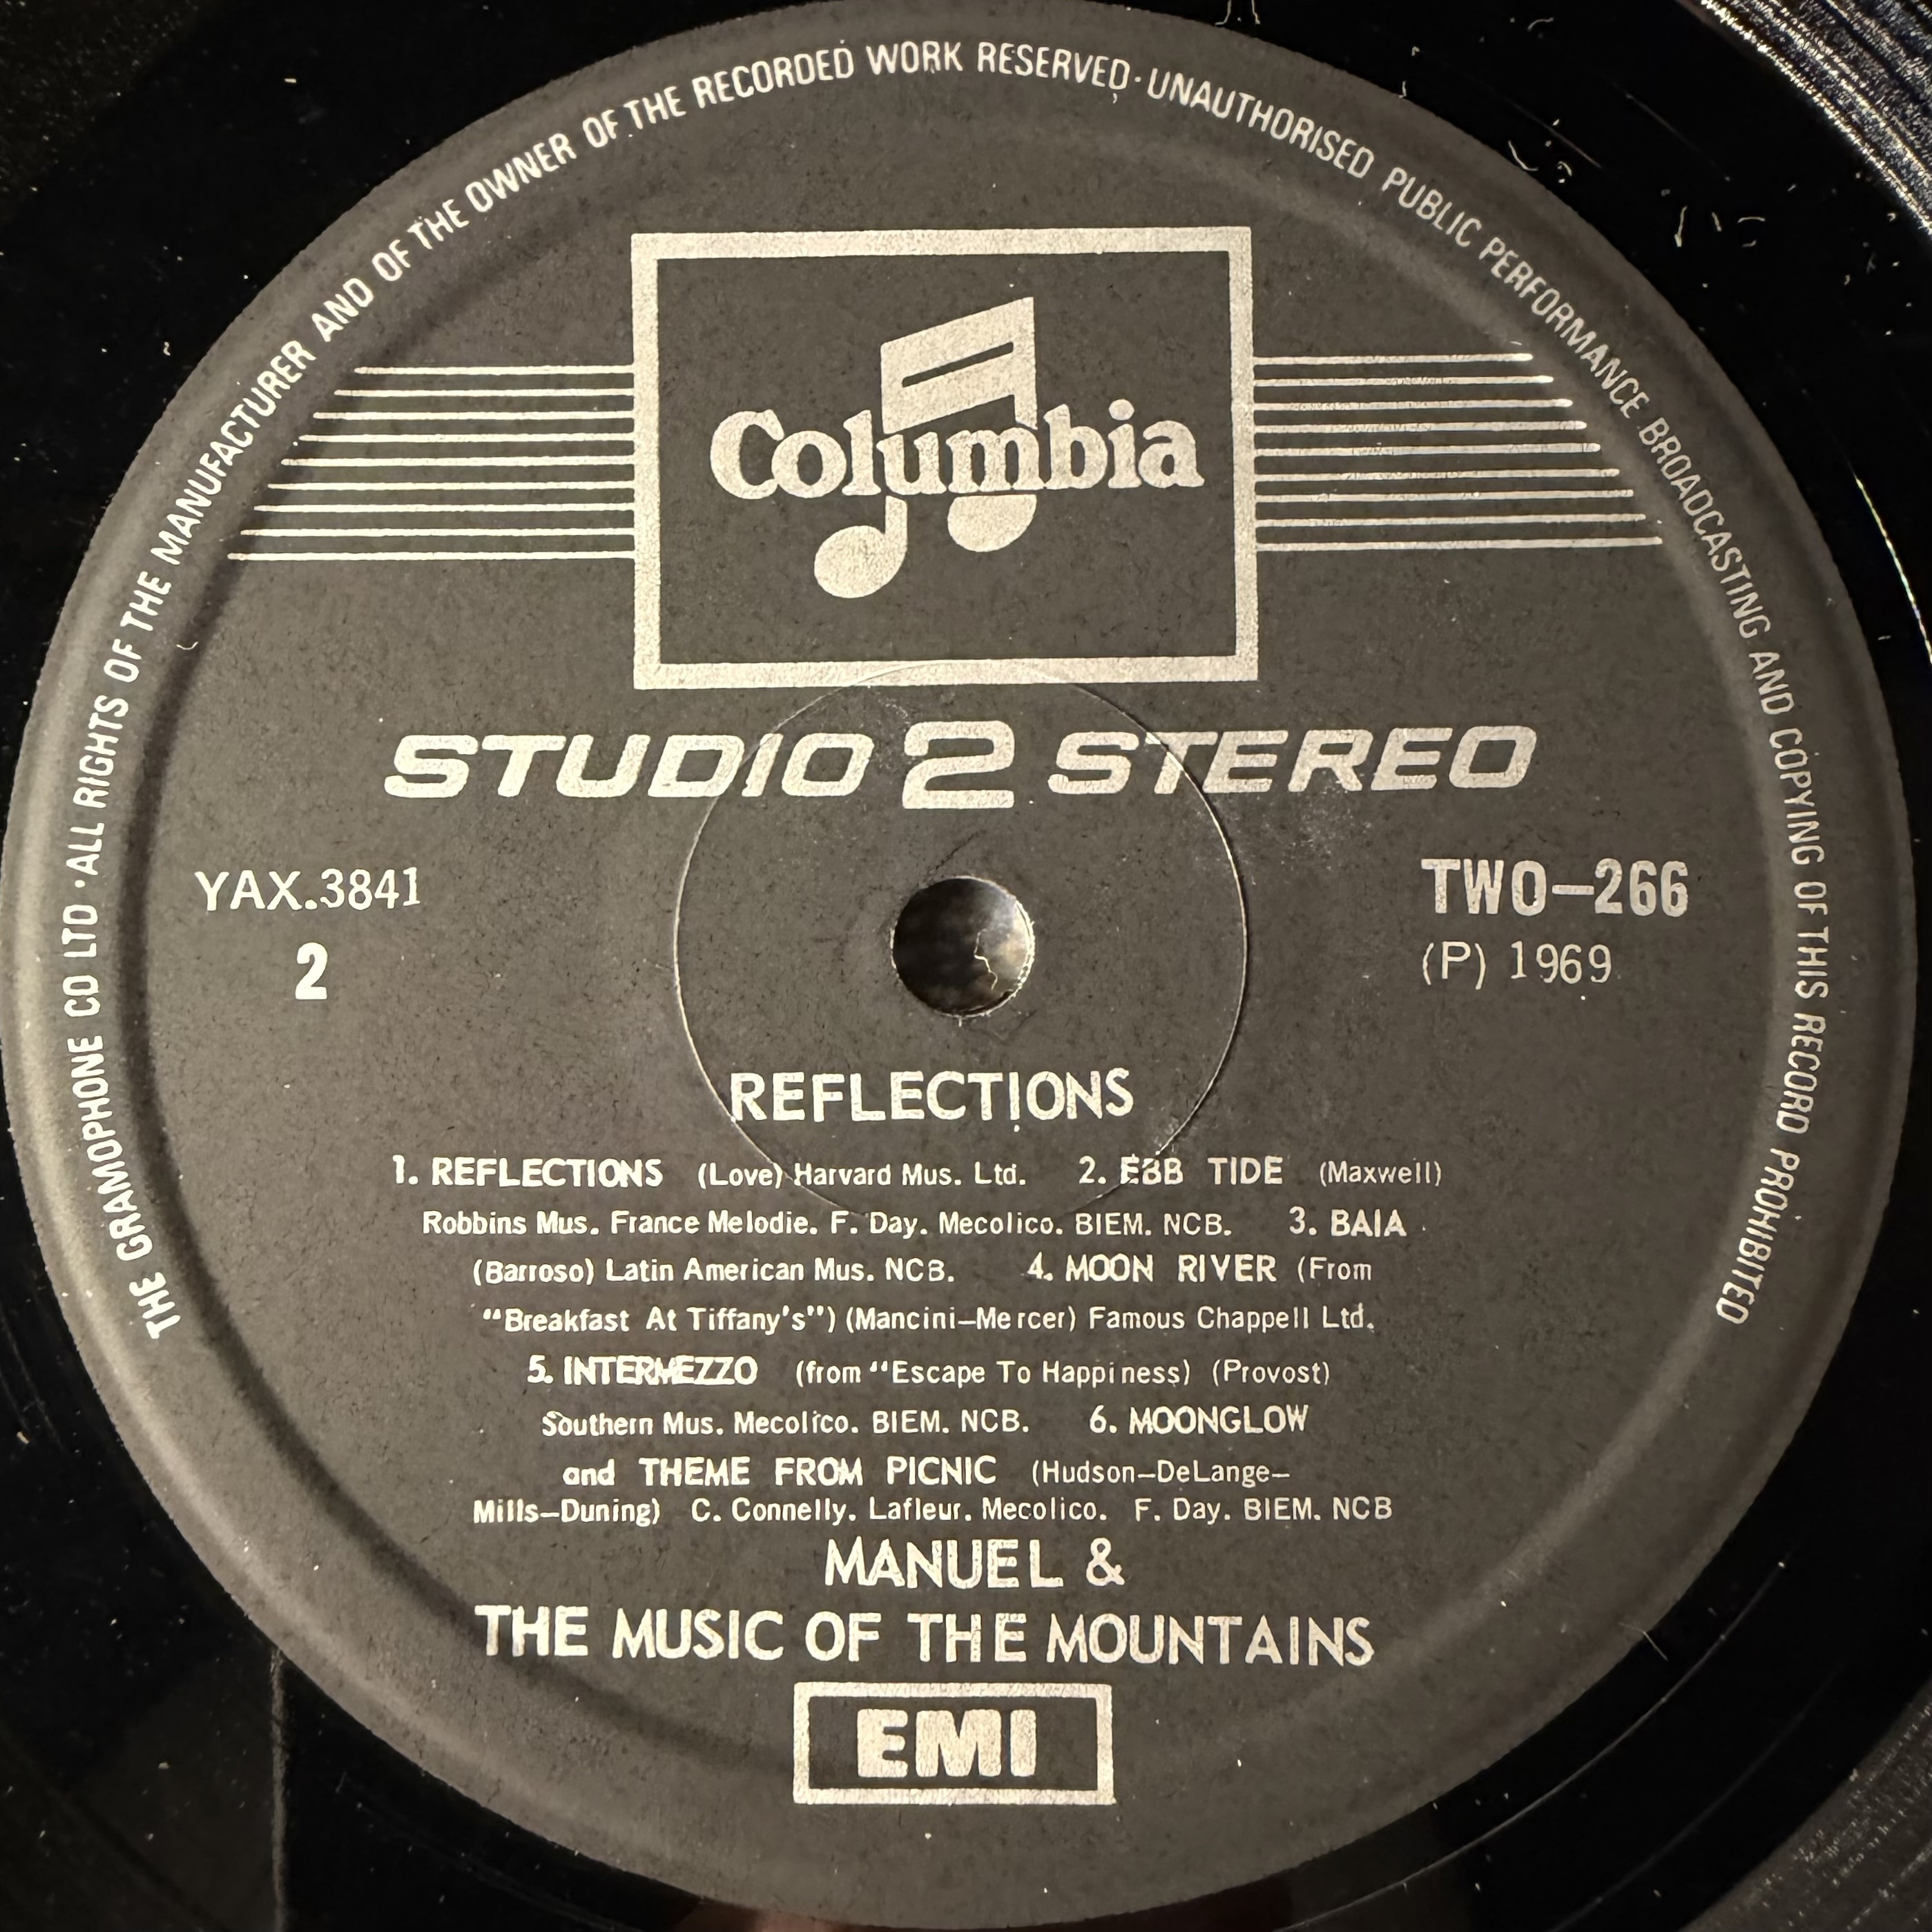 THE GRAMOPHONE CO LTD · ALL RIGHTS OF THE MANUFACTURER AND OF THE OWNER OF THE RECORDED WORK RESERVED · UNAUTHORISED PUBLIC PERFORMANCE BROADCASTING AND COPYING OF THIS RECORD PROHIBITED
Columbia
STUDIO 2 STEREO
YAX.3841
2
TWO—266
(P) 1969
REFLECTIONS
1. REFLECTIONS (Love) Harvard Mus. Ltd. 2. EBB TIDE (Maxwell)
Robbins Mus. France Melodie. F. Day. Mecolico. BIEM. NCB. 3. BAIA
(Barroso) Latin American Mus. NCB. 4. MOON RIVER (From
"Breakfast At Tiffany's") (Mancini—Mercer) Famous Chappell Ltd.
5. INTERMEZZO (from "Escape To Happiness) (Provost)
Southern Mus. Mecolico. BIEM. NCB. 6. MOONGLOW
and THEME FROM PICNIC (Hudson—DeLange—
Mills—Duning) C. Connelly. Lafleur. Mecolico. F. Day. BIEM. NCB
MANUEL &
THE MUSIC OF THE MOUNTAINS
EMI